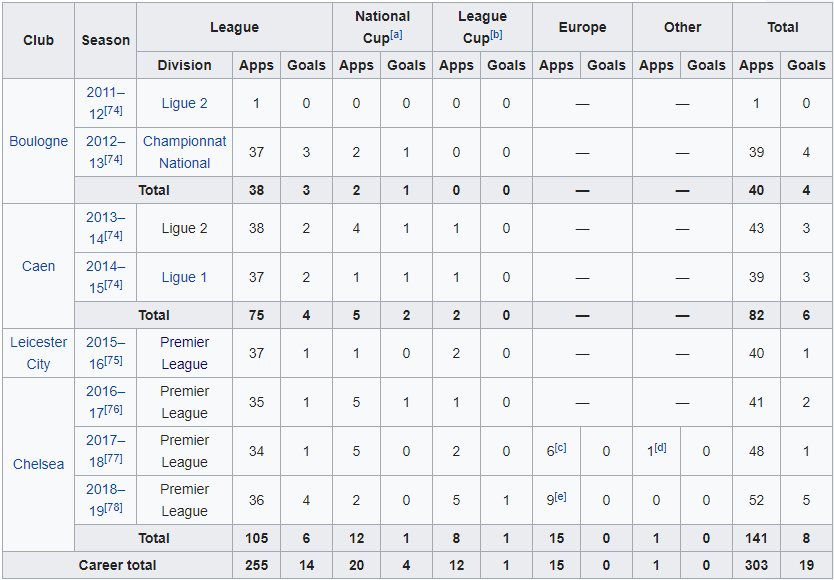 Club Season League National Cup[a] League Cup[b] Europe Other Total
Division Apps Goals Apps Goals Apps Goals Apps Goals Apps Goals Apps Goals
Boulogne 2011–12[74] Ligue 2 1 0 0 0 0 0 — — 1 0
2012–13[74] Championnat National 37 3 2 1 0 0 — — 39 4
Total 38 3 2 1 0 0 — — 40 4
Caen 2013–14[74] Ligue 2 38 2 4 1 1 0 — — 43 3
2014–15[74] Ligue 1 37 2 1 1 1 0 — — 39 3
Total 75 4 5 2 2 0 — — 82 6
Leicester City 2015–16[75] Premier League 37 1 1 0 2 0 — — 40 1
Chelsea 2016–17[76] Premier League 35 1 5 1 1 0 — — 41 2
2017–18[77] Premier League 34 1 5 0 2 0 6[c] 0 1[d] 0 48 1
2018–19[78] Premier League 36 4 2 0 5 1 9[e] 0 0 0 52 5
Total 105 6 12 1 8 1 15 0 1 0 141 8
Career total 255 14 20 4 12 1 15 0 1 0 303 19